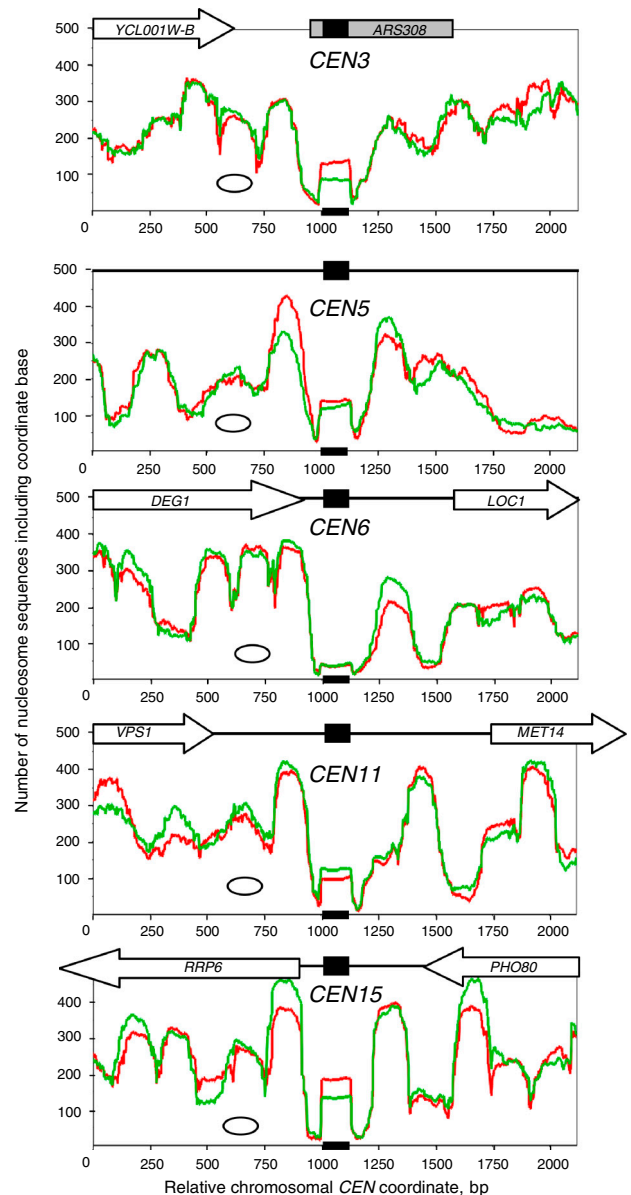 Number of nucleosome sequences including coordinate base
YCL001W-B
ARS308
CEN3
500
400
300
200
100
0 250 500 750 1000 1250 1500 1750 2000
CEN5
500
400
300
200
100
0 250 500 750 1000 1250 1500 1750 2000
DEG1
LOC1
CEN6
500
400
300
200
100
0 250 500 750 1000 1250 1500 1750 2000
VPS1
MET14
CEN11
500
400
300
200
100
0 250 500 750 1000 1250 1500 1750 2000
RRP6
PHO80
CEN15
400
300
200
100
0 250 500 750 1000 1250 1500 1750 2000
Relative chromosomal CEN coordinate, bp